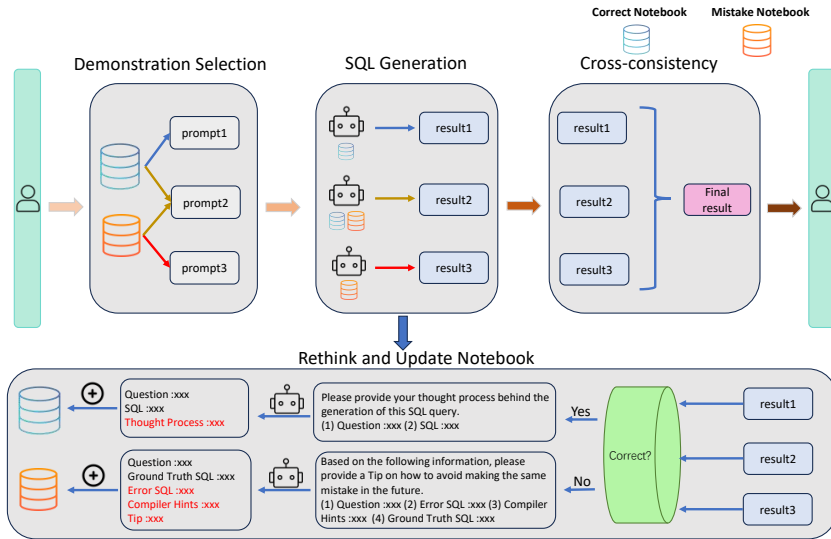 Correct Notebook
Mistake Notebook
Demonstration Selection
SQL Generation
Cross-consistency
prompt1
prompt2
prompt3
result1
result2
result3
result1
result2
result3
Final
result
Rethink and Update Notebook
Question :xxx
SQL :xxx
Thought Process :xxx
Please provide your thought process behind the
generation of this SQL query.
(1) Question :xxx (2) SQL :xxx
Yes
Question :xxx
Ground Truth SQL :xxx
Error SQL :xxx
Compiler Hints :xxx
Tip :xxx
Based on the following information, please
provide a Tip on how to avoid making the same
mistake in the future.
(1) Question :xxx (2) Error SQL :xxx (3) Compiler
Hints :xxx (4) Ground Truth SQL :xxx
No
Correct?
result1
result2
result3